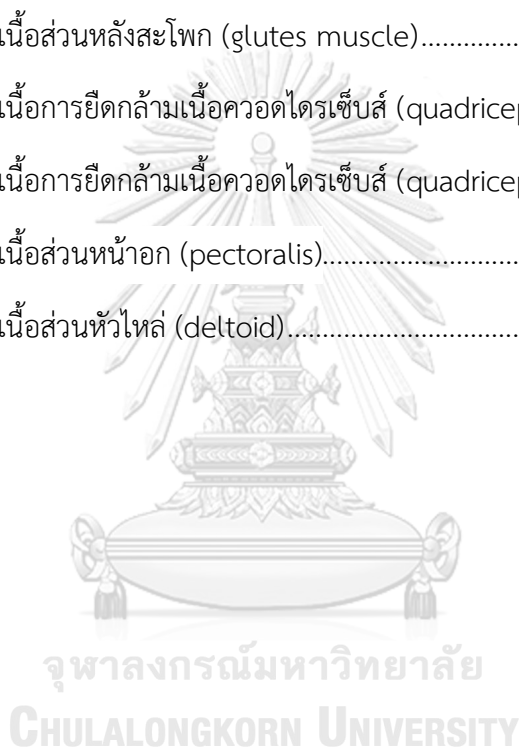 เนื้อส่วนหลังสะโพก (glutes muscle)..............
เนื้อการยืดกล้ามเนื้อควอดไดรเซ็บส์ (quadricep
เนื้อการยืดกล้ามเนื้อควอดไดรเซ็บส์ (quadricep
เนื้อส่วนหน้าอก (pectoralis)...........................
เนื้อส่วนหัวไหล่ (deltoid)................................
จุฬาลงกรณ์มหาวิทยาลัย
CHULALONGKORN UNIVERSITY